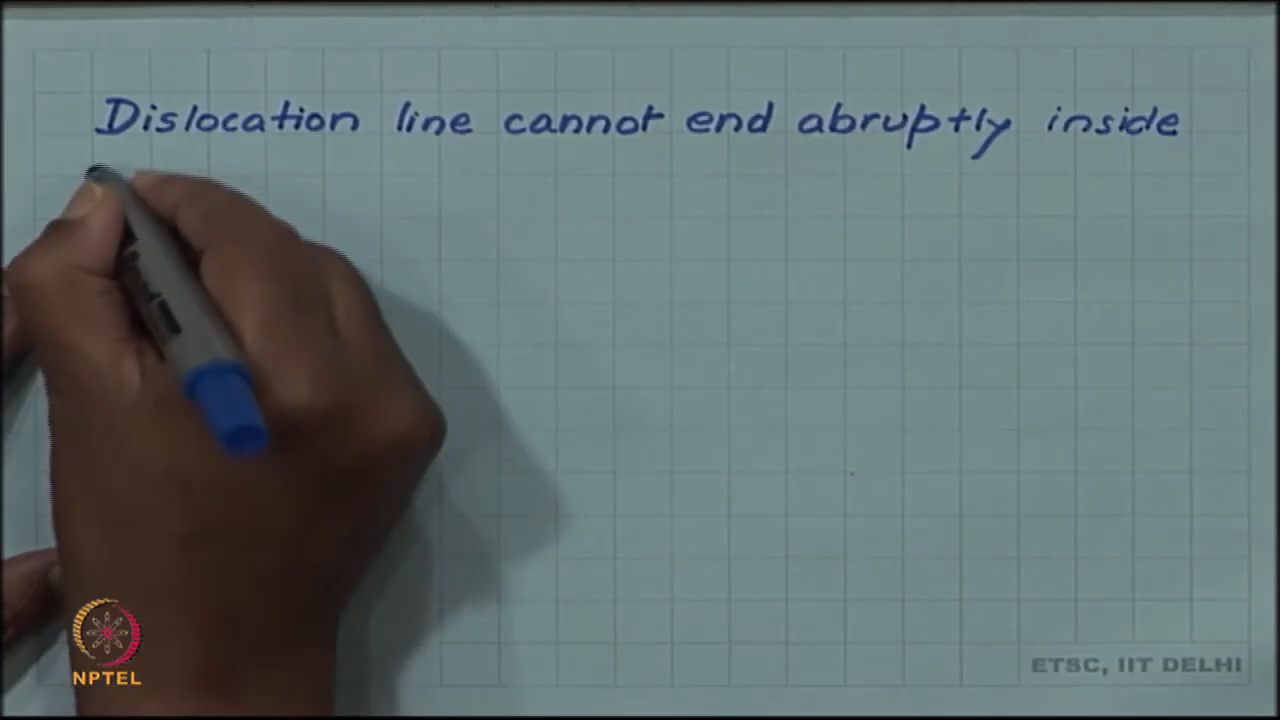 Dislocation line cannot end abruptly inside
NPTEL
ETSC, IIT DELHI